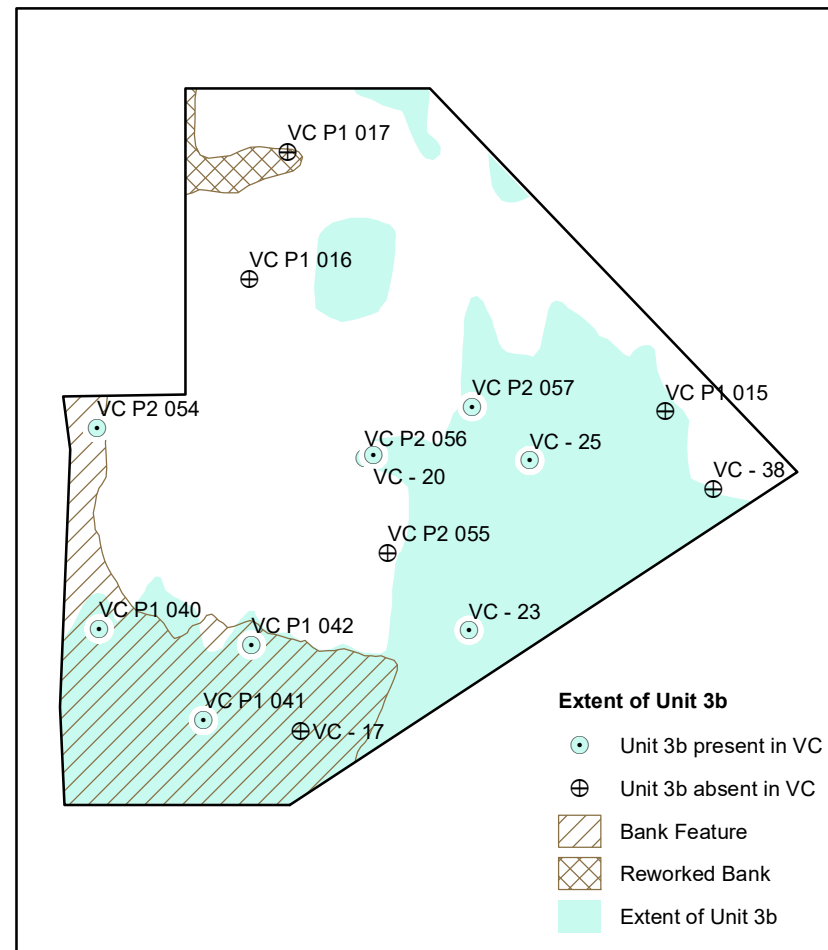 VC P1 017
VC P1 016
VC P2 057
VC P1 015
VC P2 054
VC P2 056
VC - 25
VC - 20
VC - 38
VC P2 055
VC P1 040
VC P1 042
VC - 23
VC P1 041
VC - 17
Extent of Unit 3b
Unit 3b present in VC
Unit 3b absent in VC
Bank Feature
Reworked Bank
Extent of Unit 3b